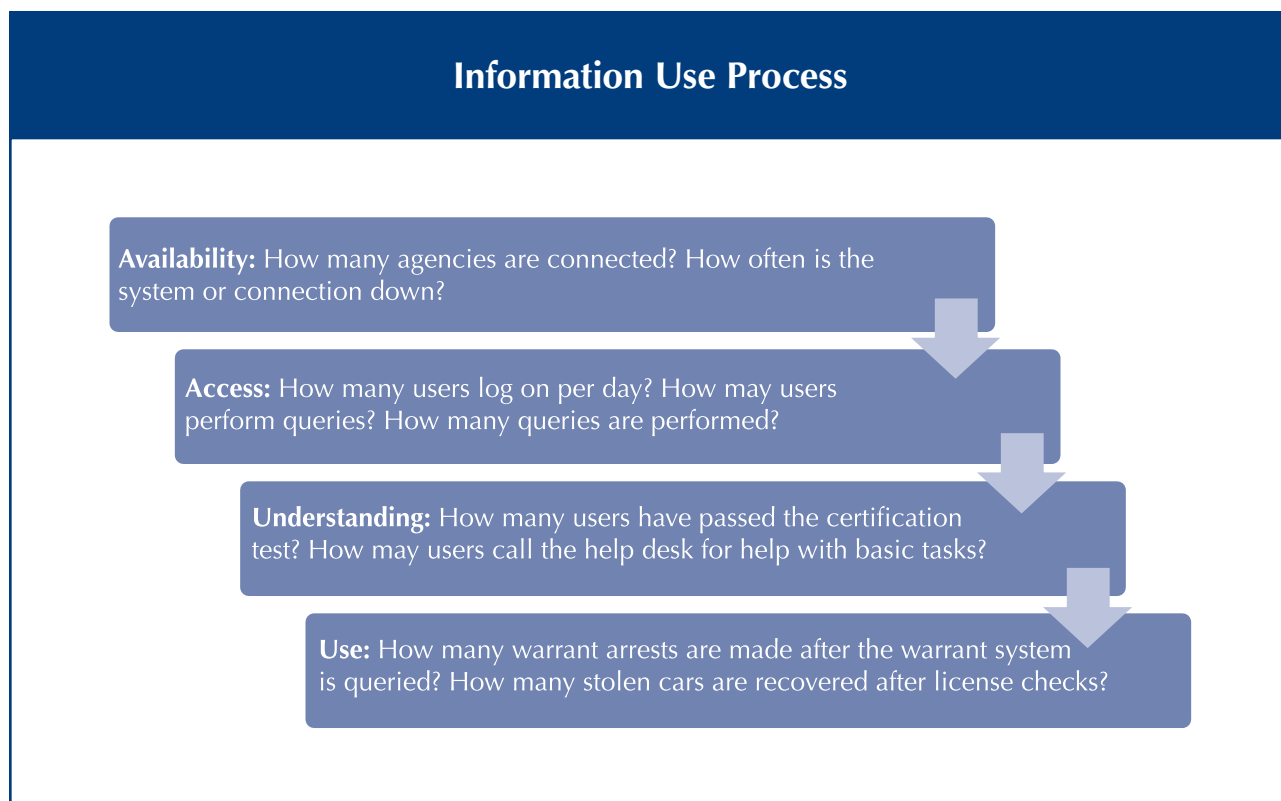 Information Use Process
Availability: How many agencies are connected? How often is the
system or connection down?
Access: How many users log on per day? How may users
perform queries? How many queries are performed?
Understanding: How many users have passed the certification
test? How may users call the help desk for help with basic tasks?
Use: How many warrant arrests are made after the warrant system
is queried? How many stolen cars are recovered after license checks?